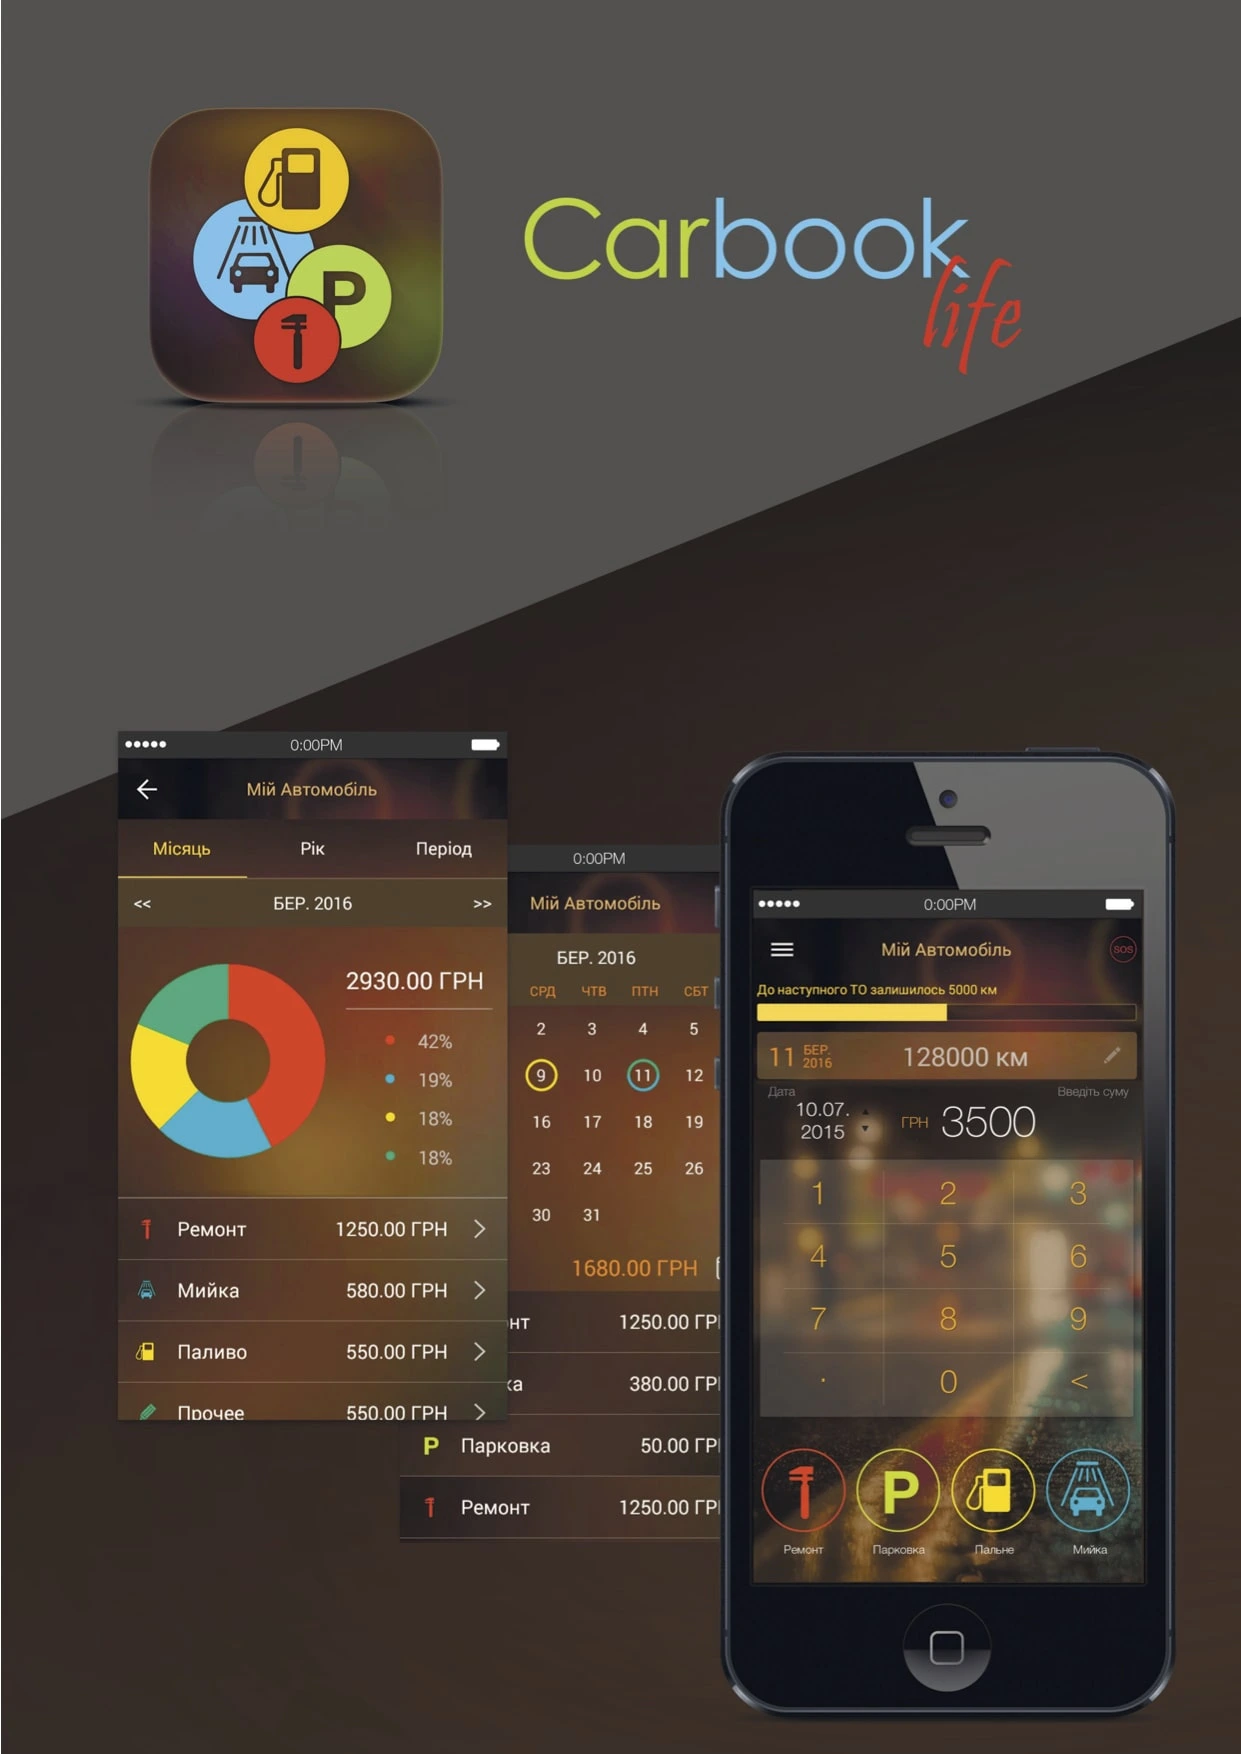 P
Carbook
life
0:00PM
Мій Автомобіль
Місяць Рік Період
<< БЕР. 2016 >>
2930.00 ГРН
42%
19%
18%
18%
Ремонт 1250.00 ГРН
Мийка 580.00 ГРН
Паливо 550.00 ГРН
Прочее 550.00 ГРН
0:00PM
Мій Автомобіль
БЕР. 2016
СРД ЧТВ ПТН СБТ
2 3 4 5
9 10 11 12
16 17 18 19
23 24 25 26
30 31
1680.00 ГРН
нт 1250.00 ГР
ка 380.00 ГР
P Парковка 50.00 ГР
Ремонт 1250.00 ГР
0:00PM
Мій Автомобіль SOS
До наступного ТО залишилось 5000 км
11 БЕР. 2016 128000 км
Дата Введіть суму
10.07.
2015 ГРН 3500
1 2 3
4 5 6
7 8 9
. 0 <
P
Ремонт Парковка Пальне Мийка